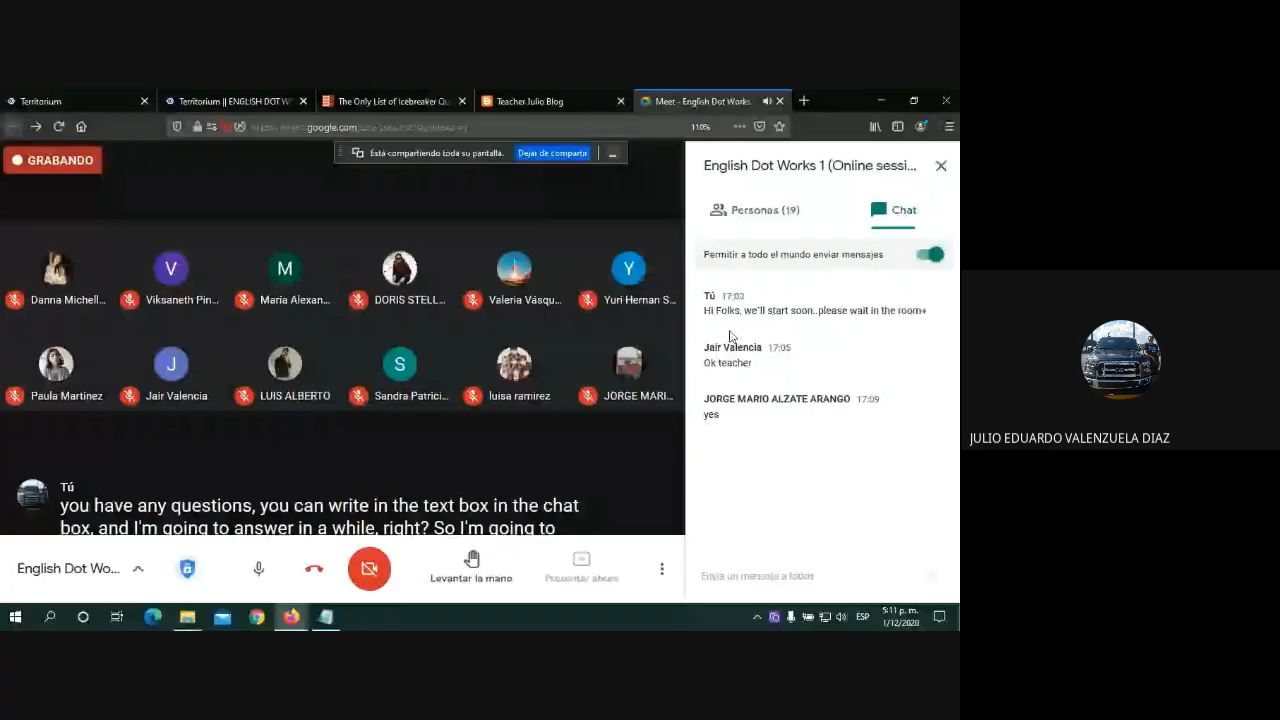 Territorium
Territorium || ENGLISH DOT W
The Only List of Icebreaker Qu
Teacher Julio Blog
Meet - English Dot Works
google.com
110%
GRABANDO
Está compartiendo toda su pantalla.
Dejar de compartir
English Dot Works 1 (Online sessi...
Personas (19)
Chat
Permitir a todo el mundo enviar mensajes
V
M
Y
Danna Michell...
Viksaneth Pin...
María Alexan...
DORIS STELL...
Valeria Vásqu...
Yuri Hernan S...
Tú 17:03
Hi Folks, we'll start soon..please wait in the room+
Jair Valencia 17:05
Ok teacher
J
S
Paula Martinez
Jair Valencia
LUIS ALBERTO
Sandra Patrici...
luisa ramirez
JORGE MARI...
JORGE MARIO ALZATE ARANGO 17:09
yes
JULIO EDUARDO VALENZUELA DIAZ
Tú
you have any questions, you can write in the text box in the chat
box, and I'm going to answer in a while, right? So I'm going to
English Dot Wo...
Levantar la mano
Presentar ahora
Envía un mensaje a todos
ESP
5:11 p. m.
1/12/2020